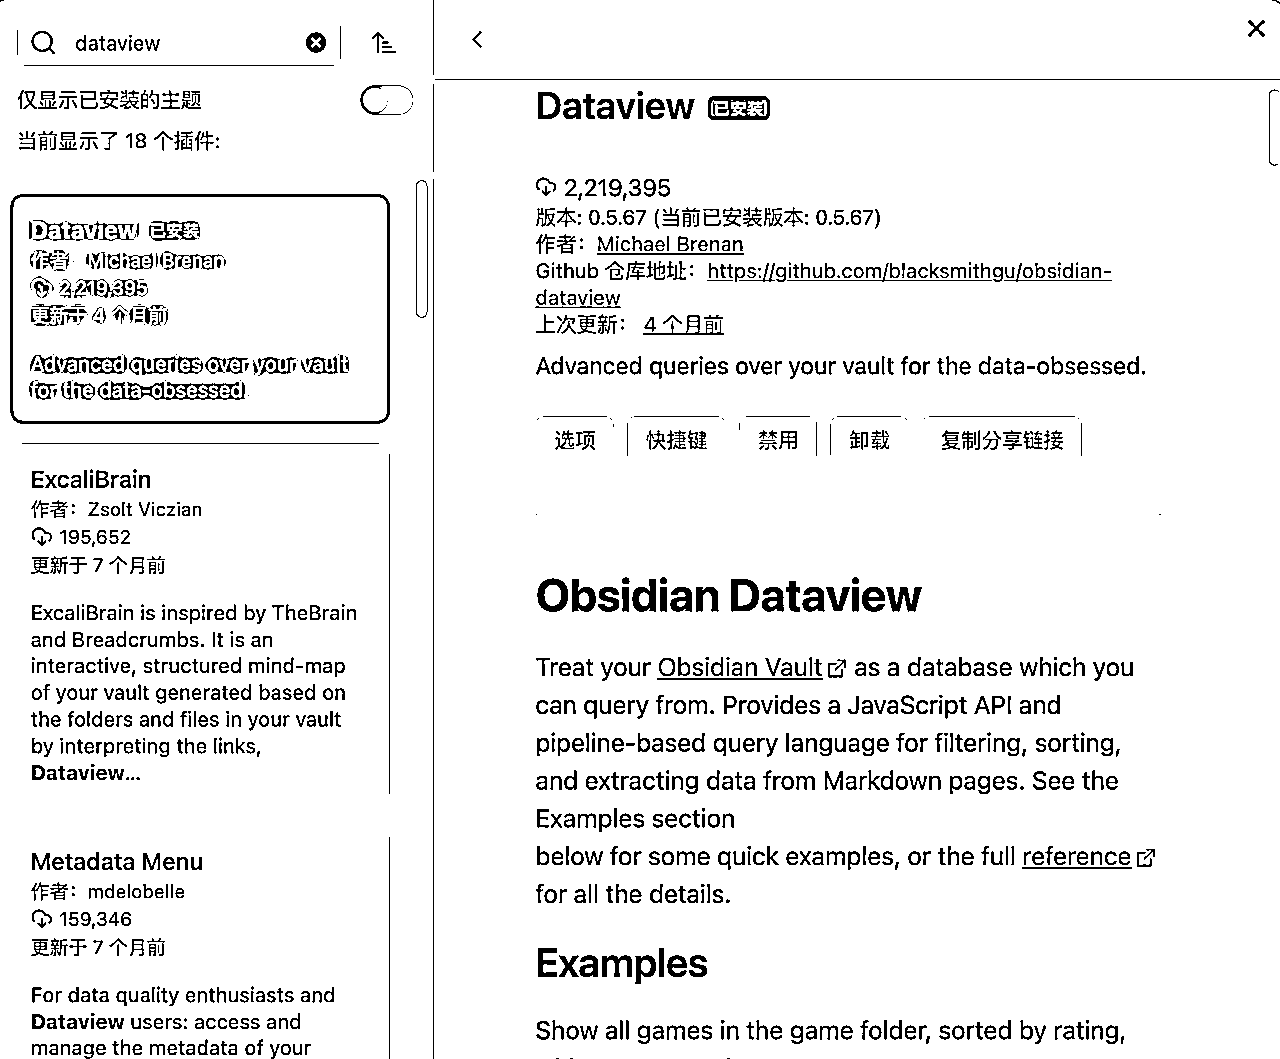 dataview
仅显示已安装的主题
当前显示了 18 个插件:
Dataview 已安装
作者: Michael Brenan
2,219,395
更新于 4 个月前
Advanced queries over your vault
for the data-obsessed.
ExcaliBrain
作者: Zsolt Viczian
195,652
更新于 7 个月前
ExcaliBrain is inspired by TheBrain
and Breadcrumbs. It is an
interactive, structured mind-map
of your vault generated based on
the folders and files in your vault
by interpreting the links,
Dataview...
Metadata Menu
作者: mdelobelle
159,346
更新于 7 个月前
For data quality enthusiasts and
Dataview users: access and
manage the metadata of your
Dataview 已安装
2,219,395
版本: 0.5.67 (当前已安装版本: 0.5.67)
作者: Michael Brenan
Github 仓库地址: https://github.com/blacksmithgu/obsidian-
dataview
上次更新: 4 个月前
Advanced queries over your vault for the data-obsessed.
选项 快捷键 禁用 卸载 复制分享链接
Obsidian Dataview
Treat your Obsidian Vault as a database which you
can query from. Provides a JavaScript API and
pipeline-based query language for filtering, sorting,
and extracting data from Markdown pages. See the
Examples section
below for some quick examples, or the full reference
for all the details.
Examples
Show all games in the game folder, sorted by rating,